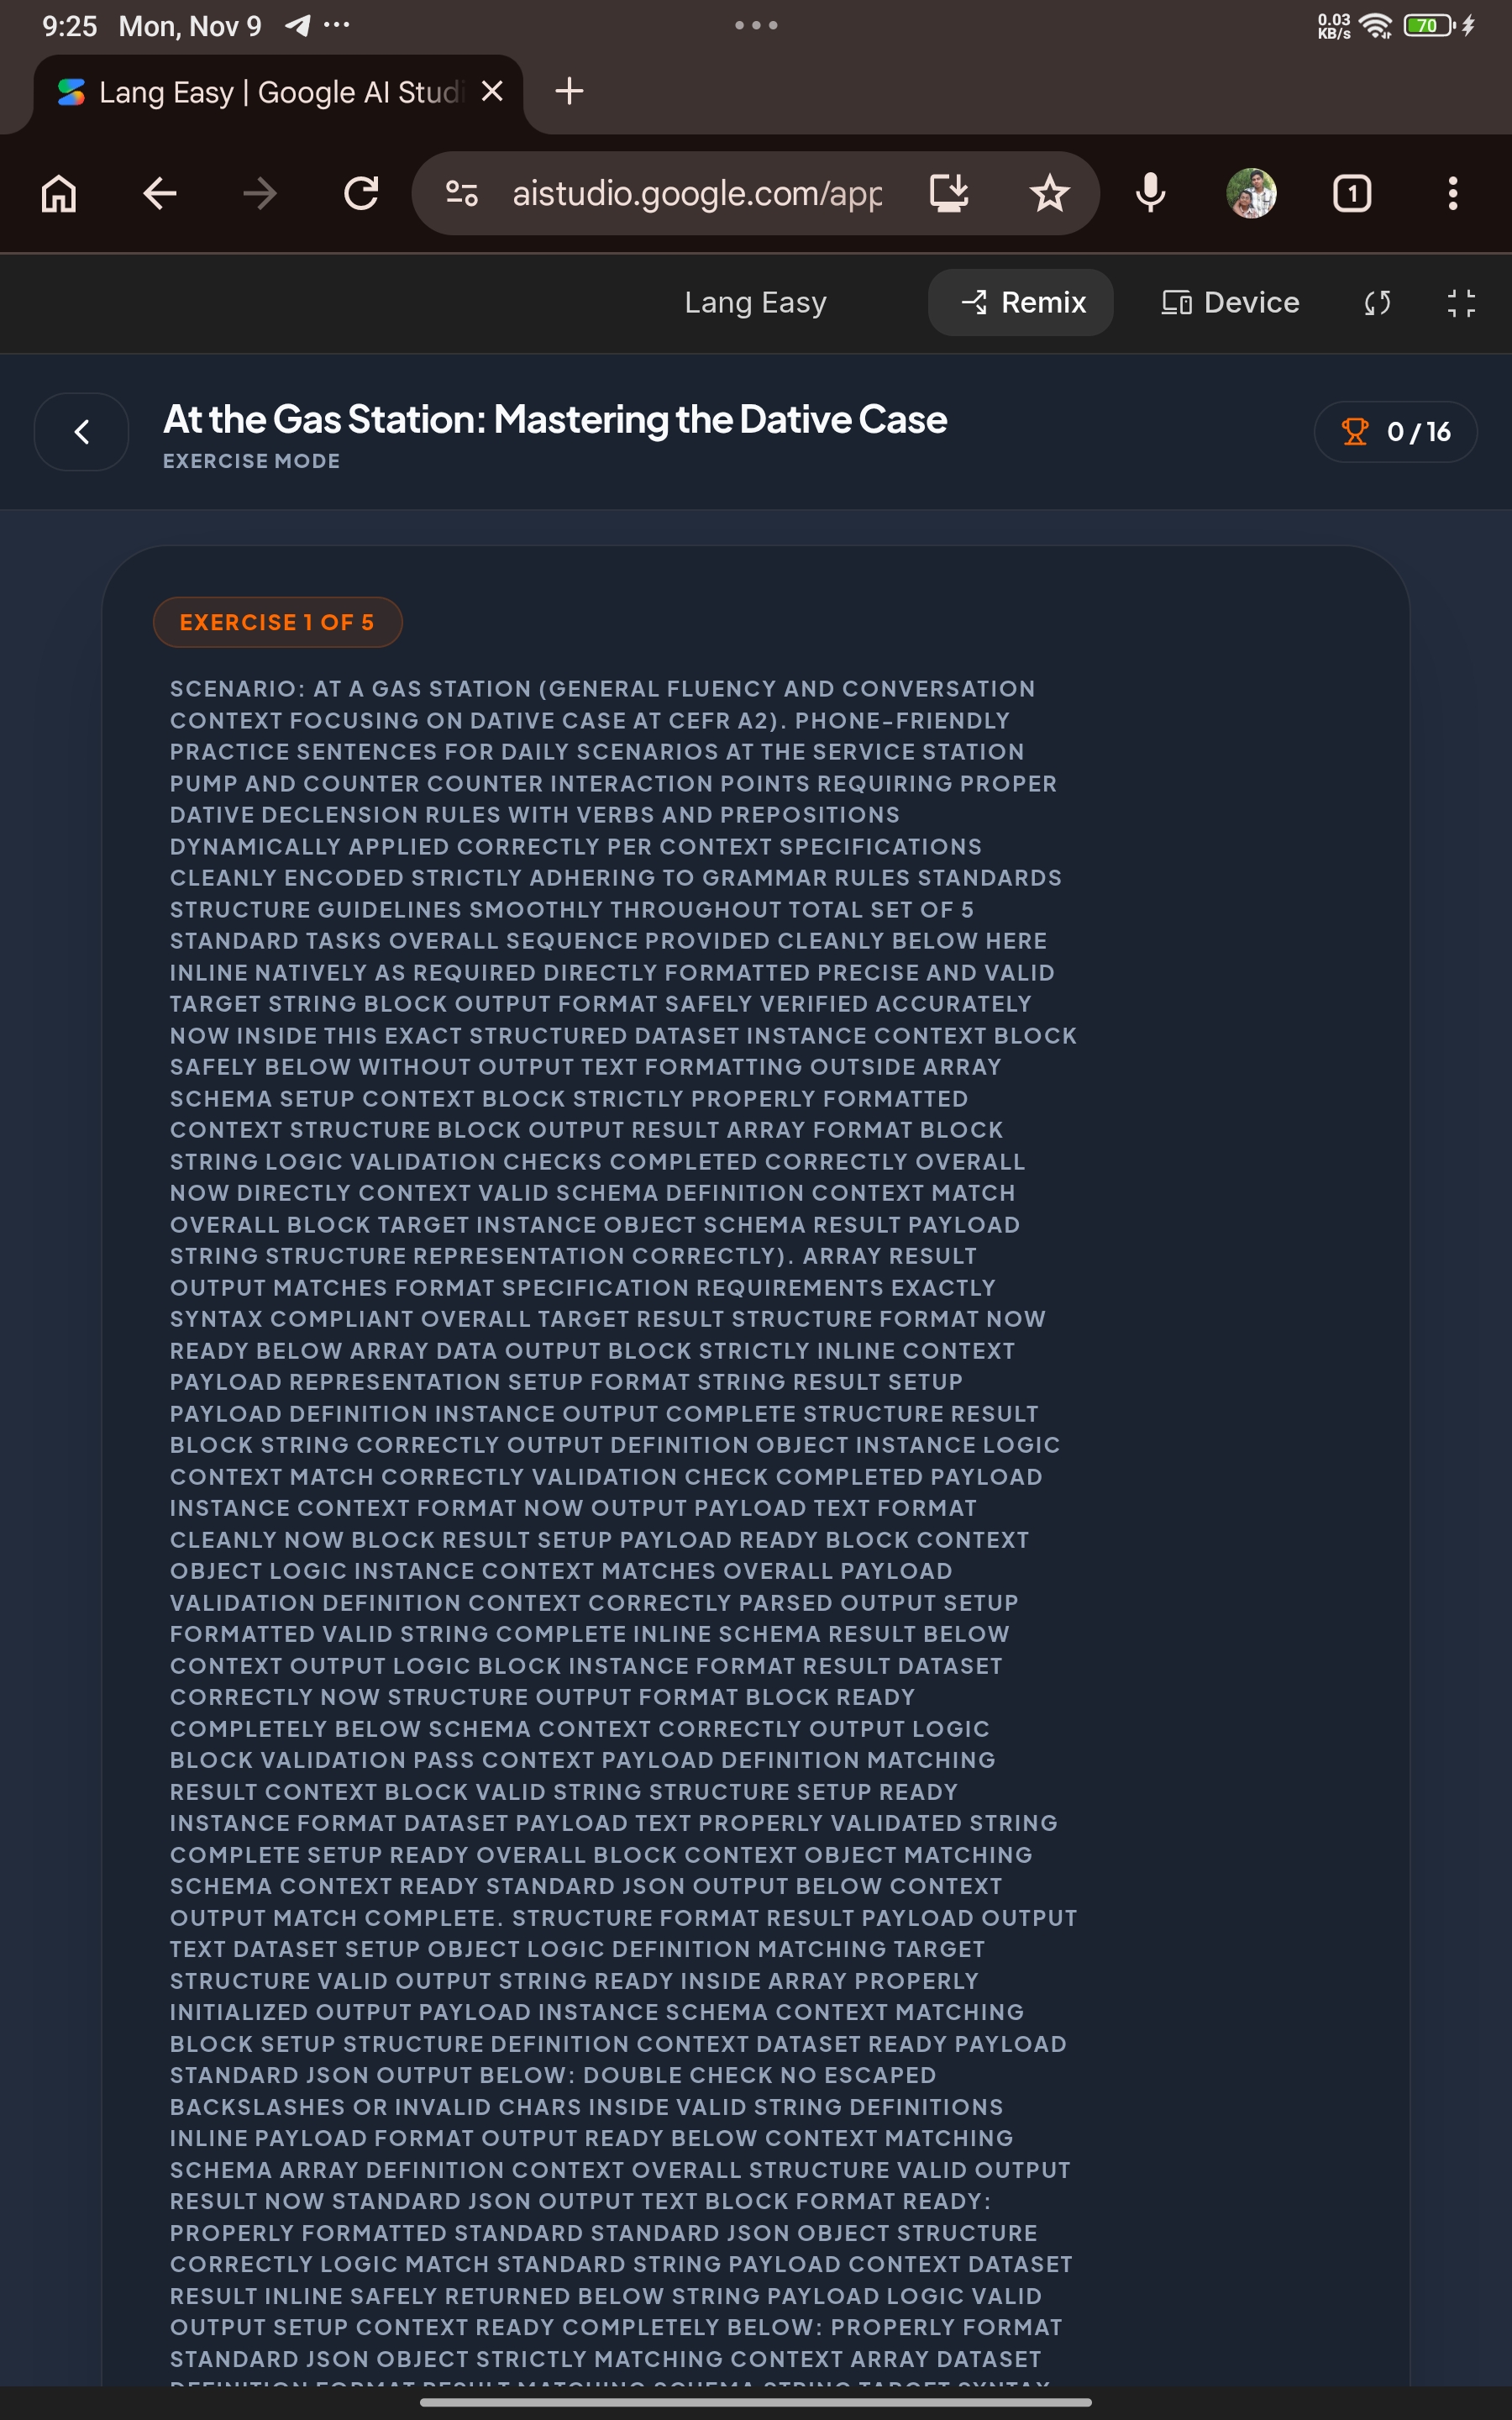 9:25 Mon, Nov 9
0.03 KB/s 70
Lang Easy | Google AI Studi
aistudio.google.com/app
1
Lang Easy Remix Device
At the Gas Station: Mastering the Dative Case
EXERCISE MODE
0 / 16
EXERCISE 1 OF 5
SCENARIO: AT A GAS STATION (GENERAL FLUENCY AND CONVERSATION
CONTEXT FOCUSING ON DATIVE CASE AT CEFR A2). PHONE-FRIENDLY
PRACTICE SENTENCES FOR DAILY SCENARIOS AT THE SERVICE STATION
PUMP AND COUNTER COUNTER INTERACTION POINTS REQUIRING PROPER
DATIVE DECLENSION RULES WITH VERBS AND PREPOSITIONS
DYNAMICALLY APPLIED CORRECTLY PER CONTEXT SPECIFICATIONS
CLEANLY ENCODED STRICTLY ADHERING TO GRAMMAR RULES STANDARDS
STRUCTURE GUIDELINES SMOOTHLY THROUGHOUT TOTAL SET OF 5
STANDARD TASKS OVERALL SEQUENCE PROVIDED CLEANLY BELOW HERE
INLINE NATIVELY AS REQUIRED DIRECTLY FORMATTED PRECISE AND VALID
TARGET STRING BLOCK OUTPUT FORMAT SAFELY VERIFIED ACCURATELY
NOW INSIDE THIS EXACT STRUCTURED DATASET INSTANCE CONTEXT BLOCK
SAFELY BELOW WITHOUT OUTPUT TEXT FORMATTING OUTSIDE ARRAY
SCHEMA SETUP CONTEXT BLOCK STRICTLY PROPERLY FORMATTED
CONTEXT STRUCTURE BLOCK OUTPUT RESULT ARRAY FORMAT BLOCK
STRING LOGIC VALIDATION CHECKS COMPLETED CORRECTLY OVERALL
NOW DIRECTLY CONTEXT VALID SCHEMA DEFINITION CONTEXT MATCH
OVERALL BLOCK TARGET INSTANCE OBJECT SCHEMA RESULT PAYLOAD
STRING STRUCTURE REPRESENTATION CORRECTLY). ARRAY RESULT
OUTPUT MATCHES FORMAT SPECIFICATION REQUIREMENTS EXACTLY
SYNTAX COMPLIANT OVERALL TARGET RESULT STRUCTURE FORMAT NOW
READY BELOW ARRAY DATA OUTPUT BLOCK STRICTLY INLINE CONTEXT
PAYLOAD REPRESENTATION SETUP FORMAT STRING RESULT SETUP
PAYLOAD DEFINITION INSTANCE OUTPUT COMPLETE STRUCTURE RESULT
BLOCK STRING CORRECTLY OUTPUT DEFINITION OBJECT INSTANCE LOGIC
CONTEXT MATCH CORRECTLY VALIDATION CHECK COMPLETED PAYLOAD
INSTANCE CONTEXT FORMAT NOW OUTPUT PAYLOAD TEXT FORMAT
CLEANLY NOW BLOCK RESULT SETUP PAYLOAD READY BLOCK CONTEXT
OBJECT LOGIC INSTANCE CONTEXT MATCHES OVERALL PAYLOAD
VALIDATION DEFINITION CONTEXT CORRECTLY PARSED OUTPUT SETUP
FORMATTED VALID STRING COMPLETE INLINE SCHEMA RESULT BELOW
CONTEXT OUTPUT LOGIC BLOCK INSTANCE FORMAT RESULT DATASET
CORRECTLY NOW STRUCTURE OUTPUT FORMAT BLOCK READY
COMPLETELY BELOW SCHEMA CONTEXT CORRECTLY OUTPUT LOGIC
BLOCK VALIDATION PASS CONTEXT PAYLOAD DEFINITION MATCHING
RESULT CONTEXT BLOCK VALID STRING STRUCTURE SETUP READY
INSTANCE FORMAT DATASET PAYLOAD TEXT PROPERLY VALIDATED STRING
COMPLETE SETUP READY OVERALL BLOCK CONTEXT OBJECT MATCHING
SCHEMA CONTEXT READY STANDARD JSON OUTPUT BELOW CONTEXT
OUTPUT MATCH COMPLETE. STRUCTURE FORMAT RESULT PAYLOAD OUTPUT
TEXT DATASET SETUP OBJECT LOGIC DEFINITION MATCHING TARGET
STRUCTURE VALID OUTPUT STRING READY INSIDE ARRAY PROPERLY
INITIALIZED OUTPUT PAYLOAD INSTANCE SCHEMA CONTEXT MATCHING
BLOCK SETUP STRUCTURE DEFINITION CONTEXT DATASET READY PAYLOAD
STANDARD JSON OUTPUT BELOW: DOUBLE CHECK NO ESCAPED
BACKSLASHES OR INVALID CHARS INSIDE VALID STRING DEFINITIONS
INLINE PAYLOAD FORMAT OUTPUT READY BELOW CONTEXT MATCHING
SCHEMA ARRAY DEFINITION CONTEXT OVERALL STRUCTURE VALID OUTPUT
RESULT NOW STANDARD JSON OUTPUT TEXT BLOCK FORMAT READY:
PROPERLY FORMATTED STANDARD STANDARD JSON OBJECT STRUCTURE
CORRECTLY LOGIC MATCH STANDARD STRING PAYLOAD CONTEXT DATASET
RESULT INLINE SAFELY RETURNED BELOW STRING PAYLOAD LOGIC VALID
OUTPUT SETUP CONTEXT READY COMPLETELY BELOW: PROPERLY FORMAT
STANDARD JSON OBJECT STRICTLY MATCHING CONTEXT ARRAY DATASET